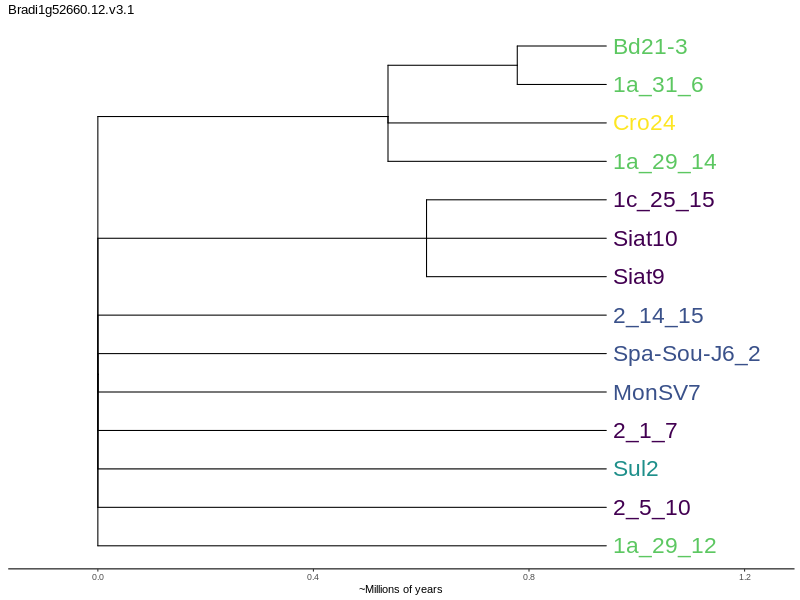 Bradi1g52660.12.v3.1
Bd21-3
1a_31_6
Cro24
1a_29_14
1c_25_15
Siat10
Siat9
2_14_15
Spa-Sou-J6_2
MonSV7
2_1_7
Sul2
2_5_10
1a_29_12
0.0 0.4 0.8 1.2
~Millions of years